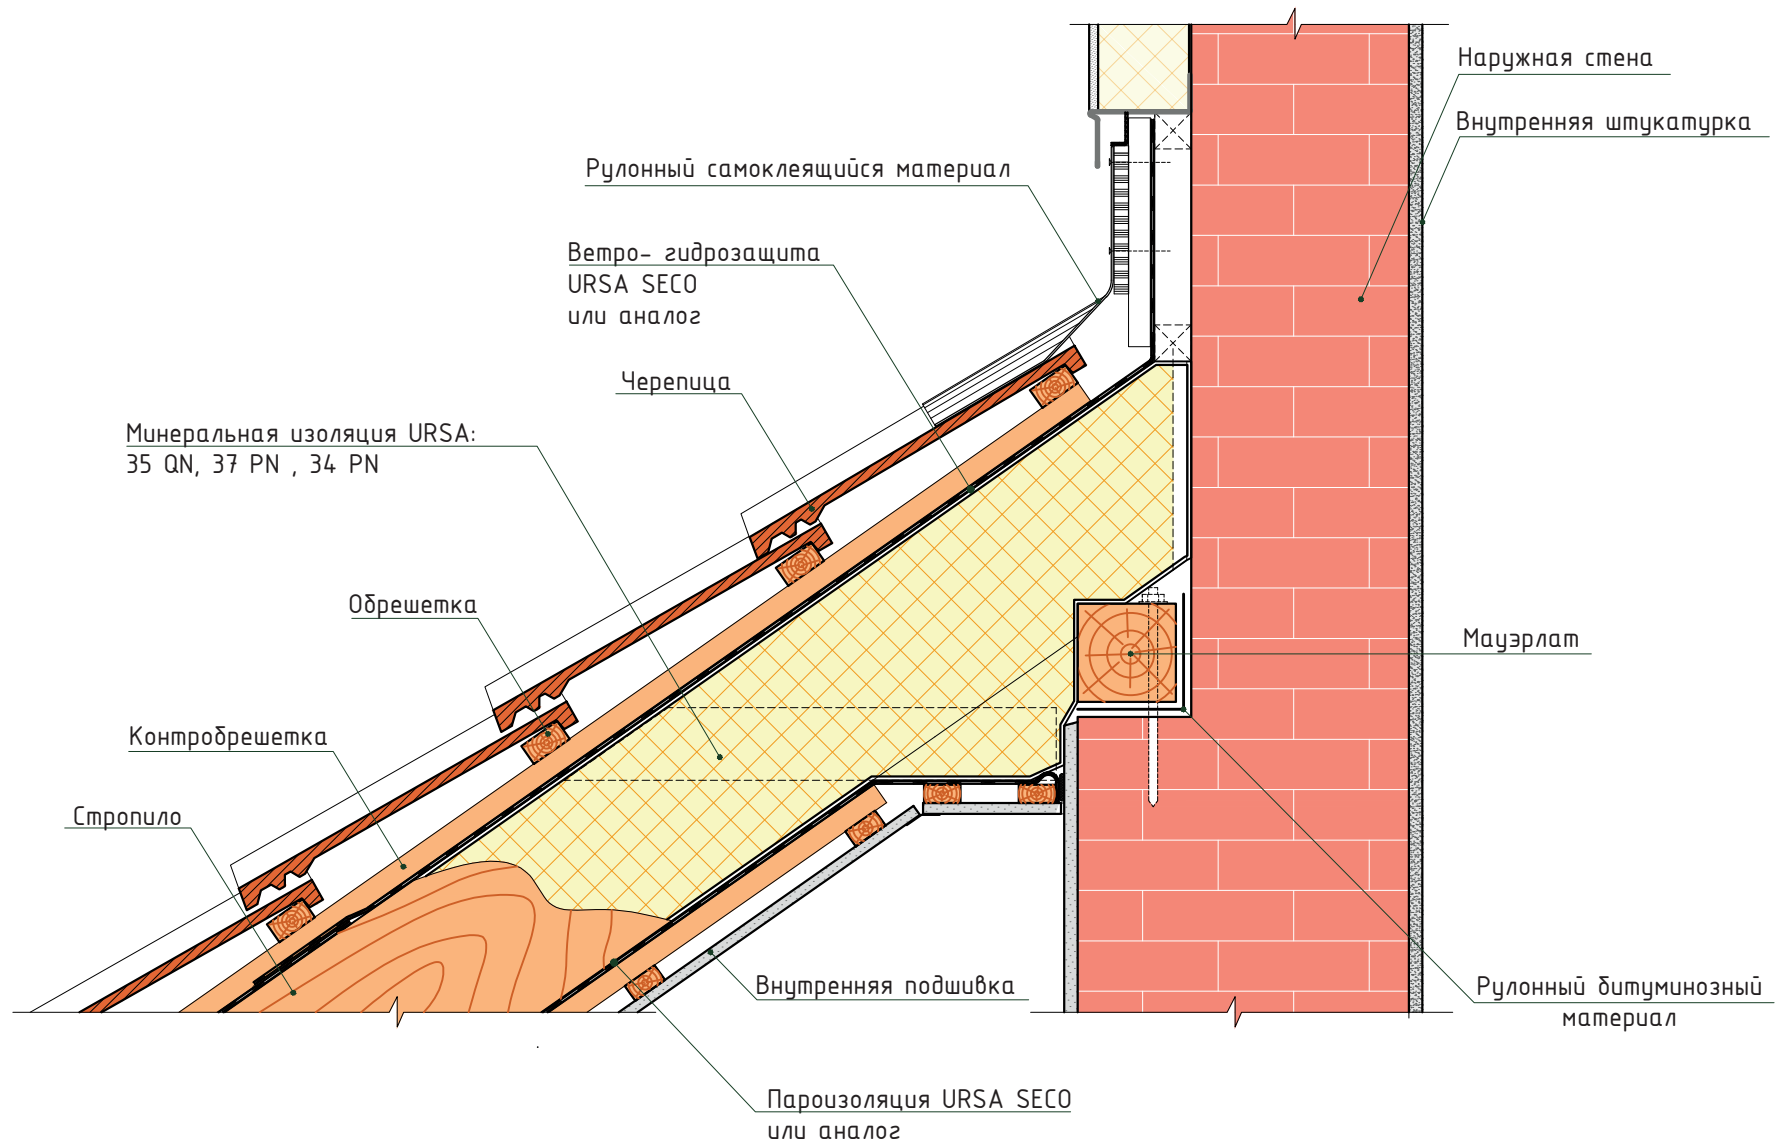 Наружная стена
Внутренняя штукатурка
Рулонный самоклеящийся материал
Ветро- гидрозащита
URSA SECO
или аналог
Черепица
Минеральная изоляция URSA:
35 QN, 37 PN , 34 PN
Обрешетка
Мауэрлат
Контробрешетка
Стропило
Внутренняя подшивка
Рулонный битуминозный
материал
Пароизоляция URSA SECO
или аналог